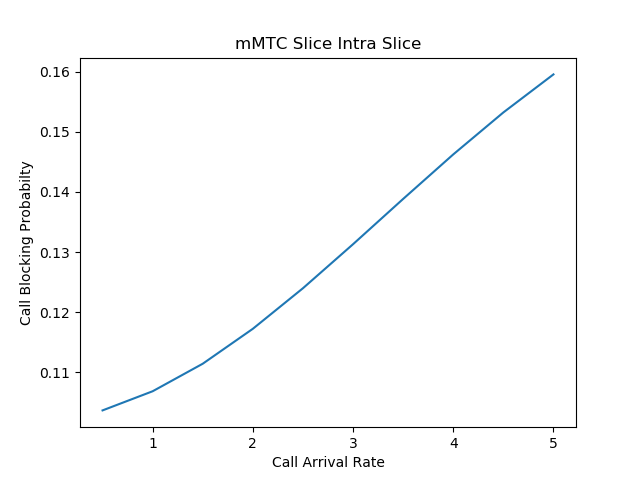 mMTC Slice Intra Slice
0.16
0.15
0.14
0.13
0.12
0.11
Call Blocking Probabilty
1 2 3 4 5
Call Arrival Rate